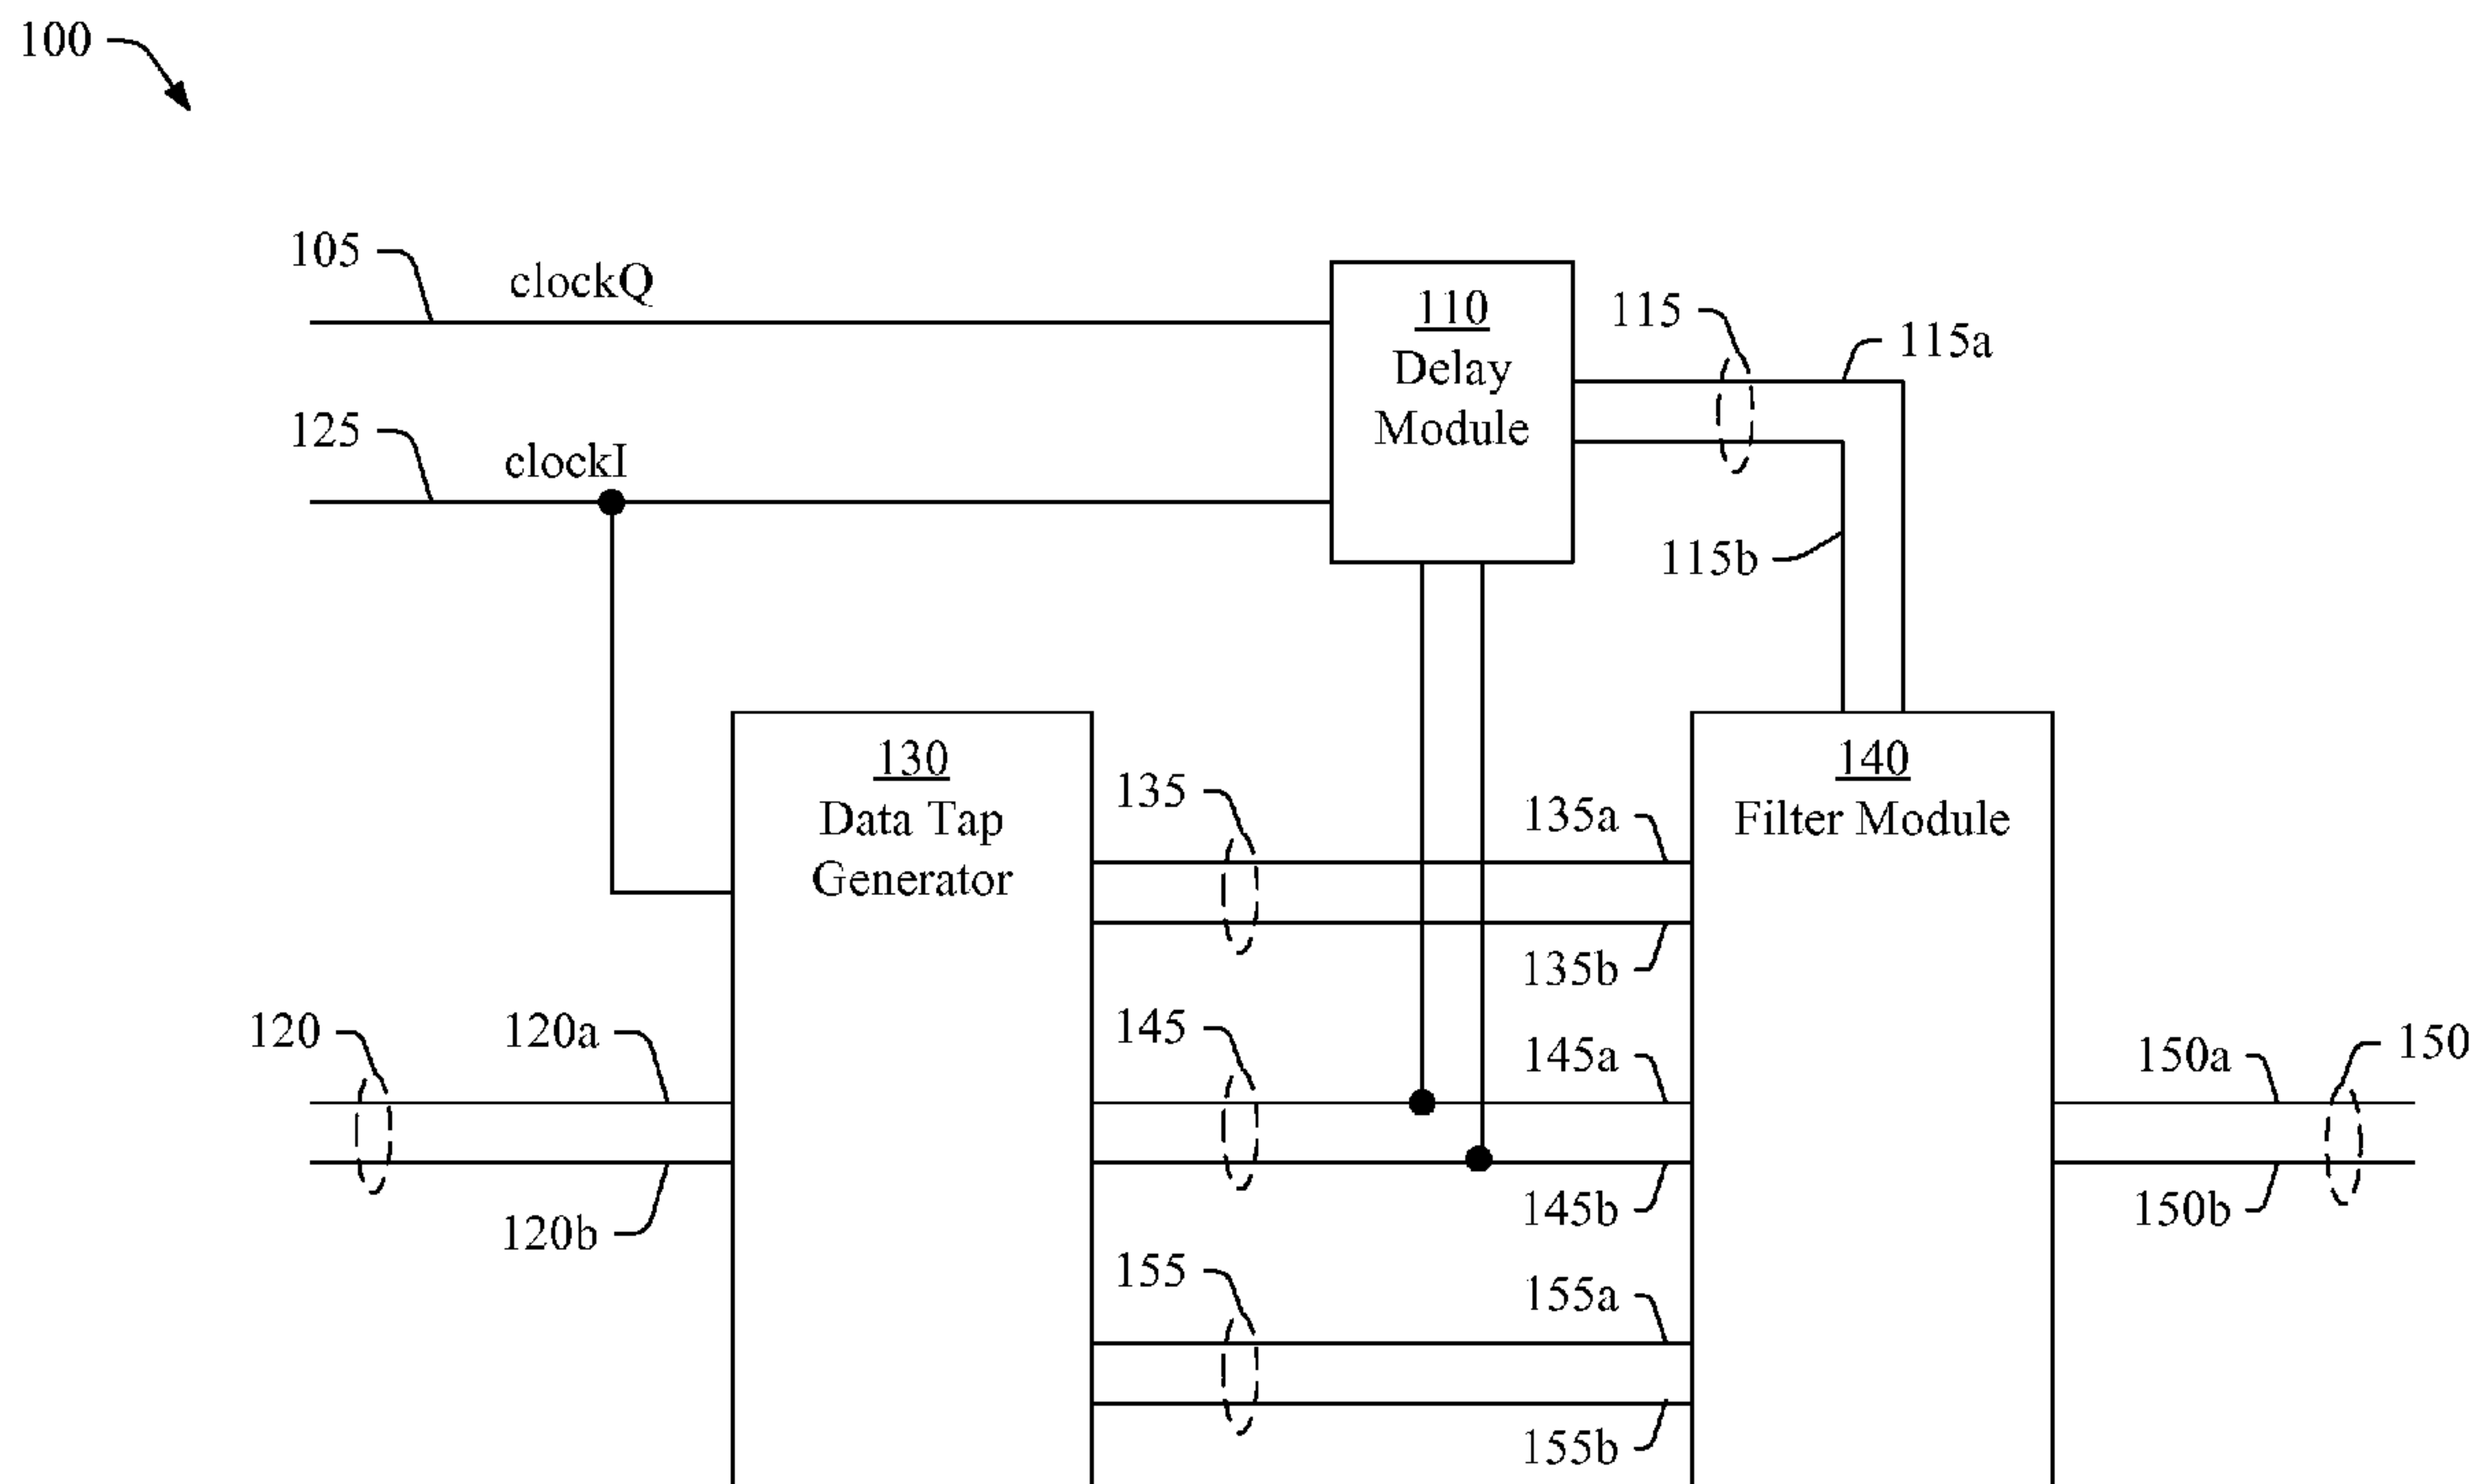 100
105
clockQ
110
Delay
Module
115
115a
125
clockI
115b
130
Data Tap
Generator
140
Filter Module
135
135a
135b
120
120a
145
145a
150a
150
120b
145b
150b
155
155a
155b